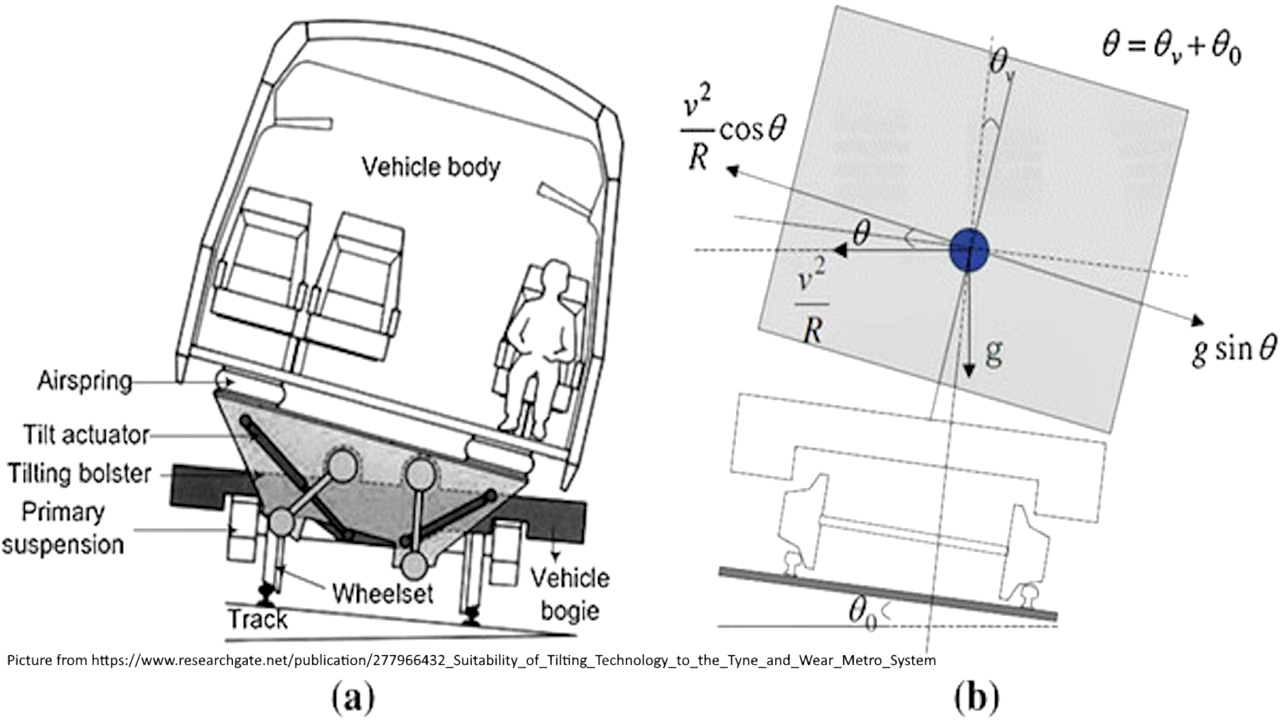 Vehicle body
Airspring
Tilt actuator
Tilting bolster
Primary
suspension
Wheelset
Track
Vehicle
bogie
θ = θᵥ + θ₀
θᵥ
v²
R
cos θ
θ
v²
R
g
g sin θ
θ₀
Picture from https://www.researchgate.net/publication/277966432_Suitability_of_Tilting_Technology_to_the_Tyne_and_Wear_Metro_System
(a)
(b)